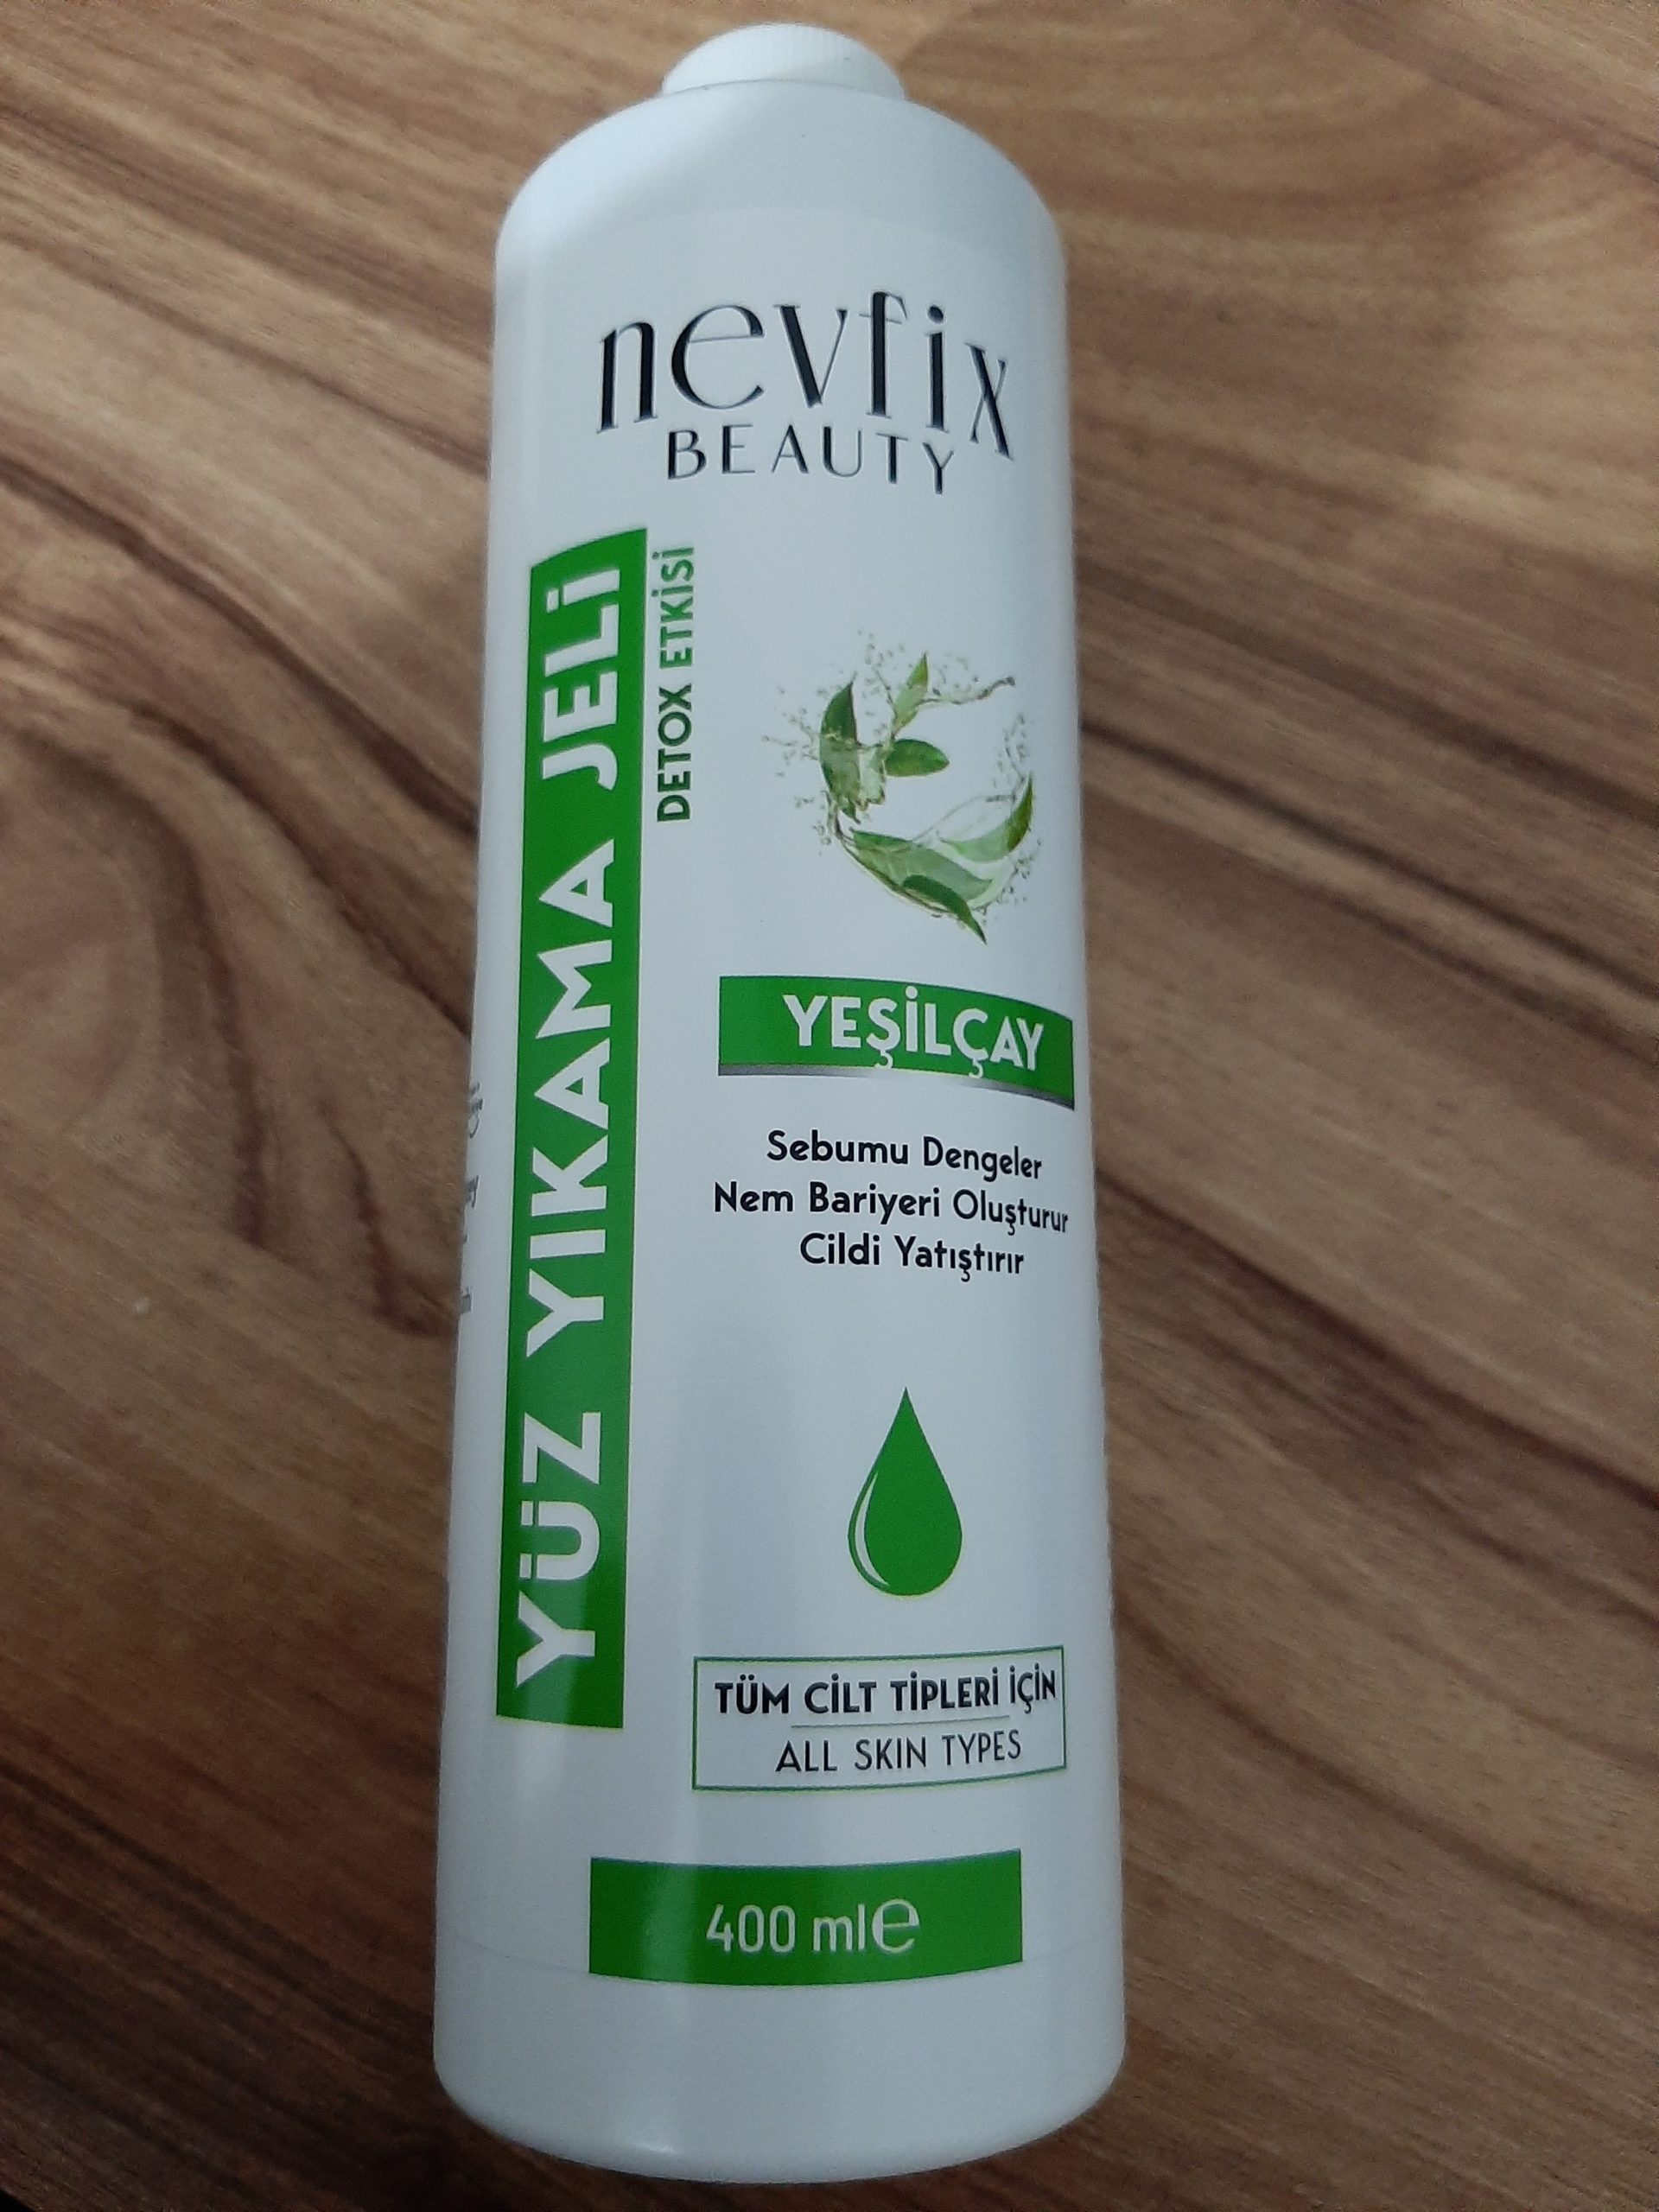 nevfix
BEAUTY
YÜZ YIKAMA JELİ
DETOX ETKİSİ
YEŞİLÇAY
Sebumu Dengeler
Nem Bariyeri Oluşturur
Cildi Yatıştırır
TÜM CİLT TİPLERİ İÇİN
ALL SKIN TYPES
400 ml e